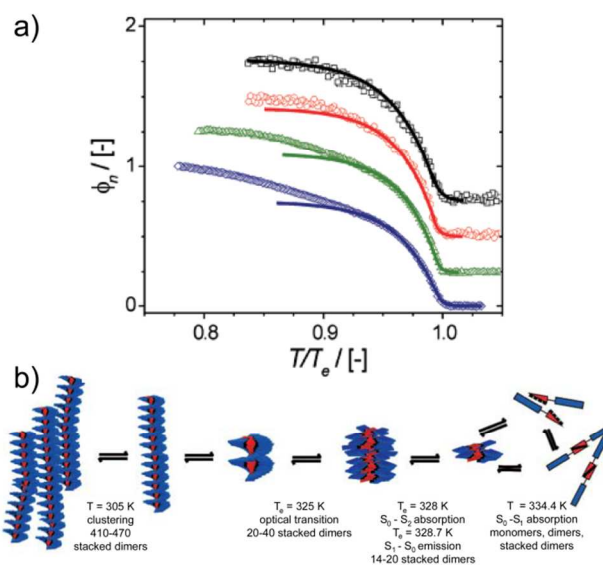 a)
2
1
0
ϕn / [-]
0.8
0.9
1.0
T/Te / [-]
b)
T = 305 K
clustering
410-470
stacked dimers
Te = 325 K
optical transition
20-40 stacked dimers
Te = 328 K
S0 - S2 absorption
Te = 328.7 K
S1 - S0 emission
14-20 stacked dimers
T = 334.4 K
S0 -S1 absorption
monomers, dimers,
stacked dimers